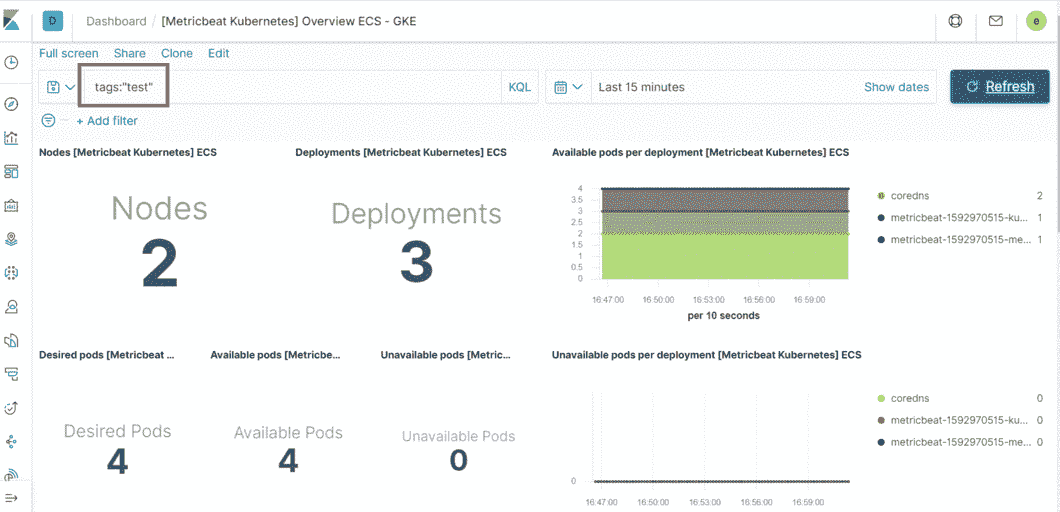 D Dashboard / [Metricbeat Kubernetes] Overview ECS - GKE e
Full screen Share Clone Edit
tags:"test" KQL Last 15 minutes Show dates Refresh
+ Add filter
Nodes [Metricbeat Kubernetes] ECS
Nodes
2
Deployments [Metricbeat Kubernetes] ECS
Deployments
3
Available pods per deployment [Metricbeat Kubernetes] ECS
4
3.5
3
2.5
2
1.5
1
0.5
0
16:47:00 16:50:00 16:53:00 16:56:00 16:59:00
per 10 seconds
coredns 2
metricbeat-1592970515-ku... 1
metricbeat-1592970515-me... 1
Desired pods [Metricbeat ...
Desired Pods
4
Available pods [Metricbe...
Available Pods
4
Unavailable pods [Metric...
Unavailable Pods
0
Unavailable pods per deployment [Metricbeat Kubernetes] ECS
0
16:47:00 16:50:00 16:53:00 16:56:00 16:59:00
coredns 0
metricbeat-1592970515-ku... 0
metricbeat-1592970515-me... 0